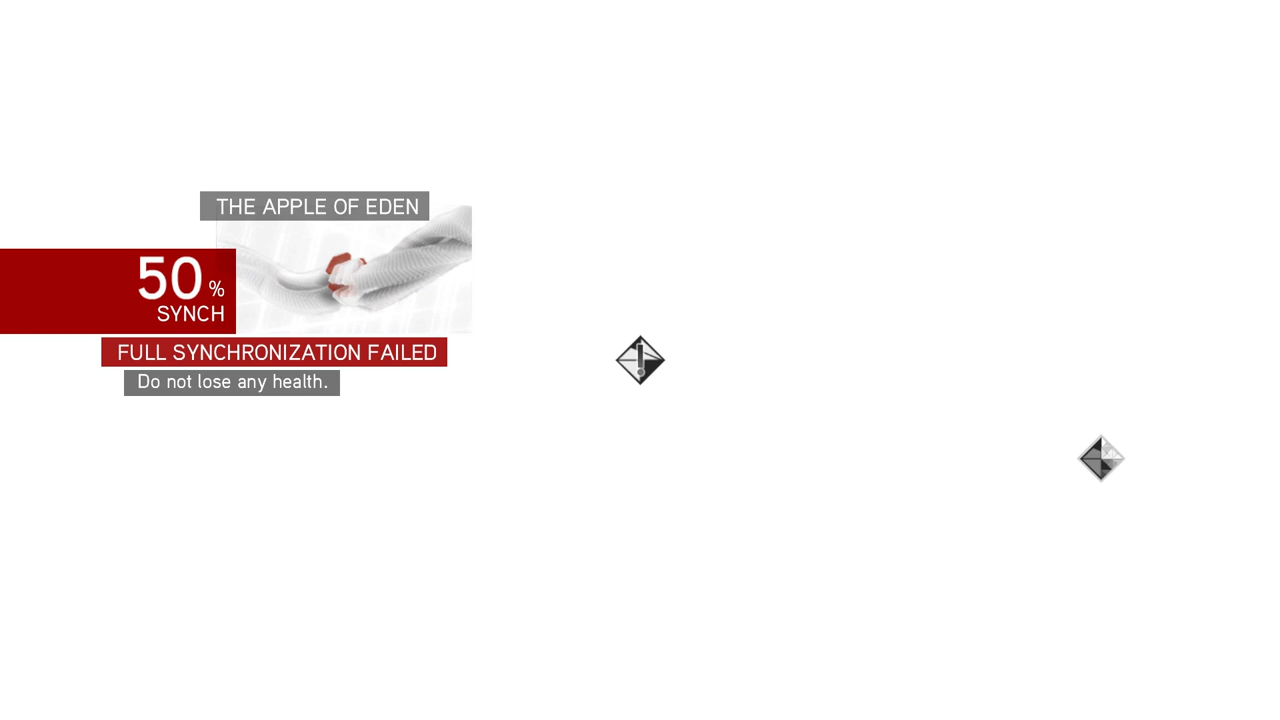 THE APPLE OF EDEN
50 %
SYNCH
FULL SYNCHRONIZATION FAILED
Do not lose any health.